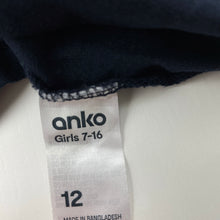 anko
Girls 7-16
12
MADE IN BANGLADESH